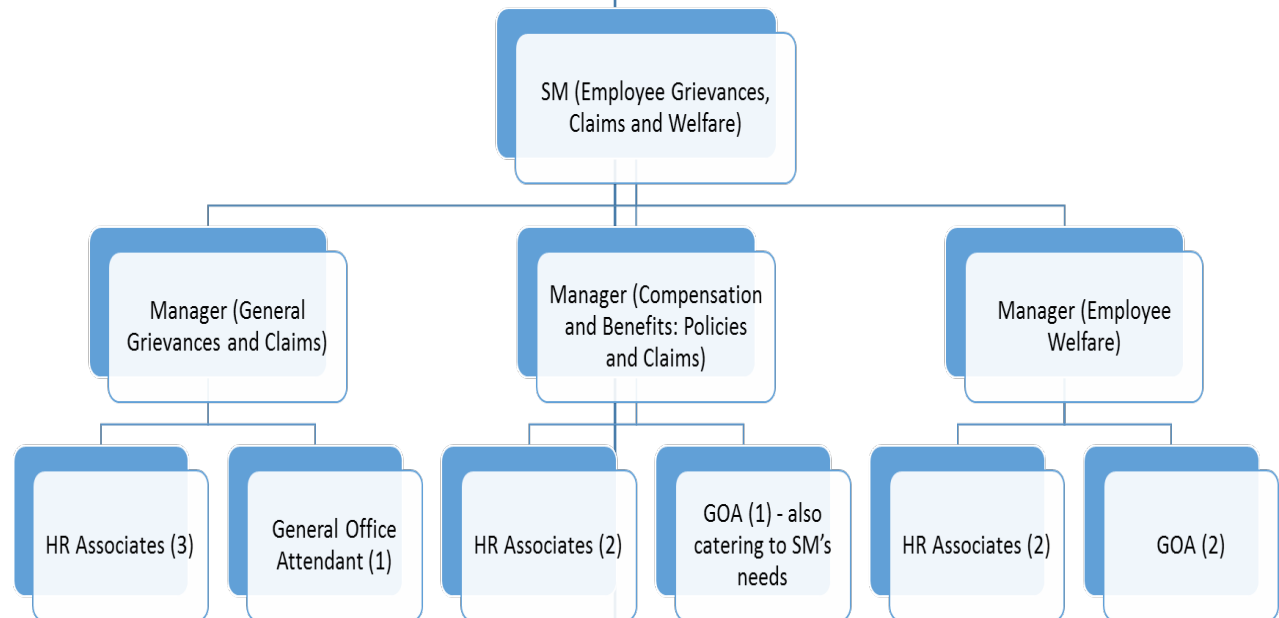 SM (Employee Grievances,
Claims and Welfare)
Manager (General
Grievances and Claims)
Manager (Compensation
and Benefits: Policies
and Claims)
Manager (Employee
Welfare)
HR Associates (3)
General Office
Attendant (1)
HR Associates (2)
GOA (1) - also
catering to SM's
needs
HR Associates (2)
GOA (2)